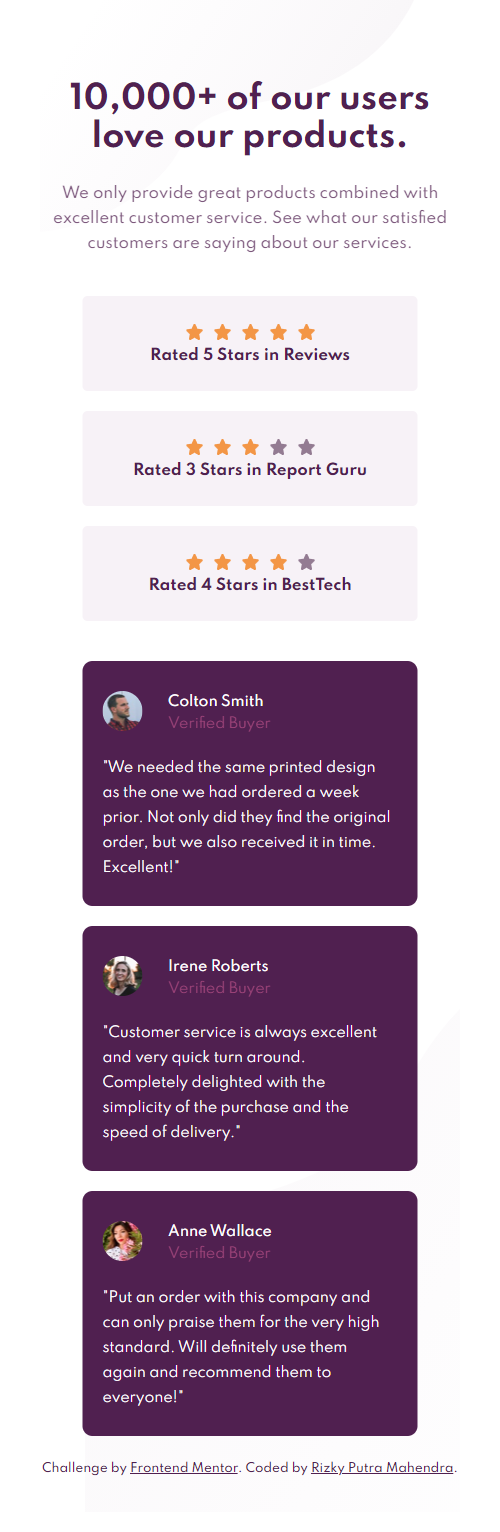 10,000+ of our users
love our products.
We only provide great products combined with
excellent customer service. See what our satisfied
customers are saying about our services.
Rated 5 Stars in Reviews
Rated 3 Stars in Report Guru
Rated 4 Stars in BestTech
Colton Smith
Verified Buyer
"We needed the same printed design
as the one we had ordered a week
prior. Not only did they find the original
order, but we also received it in time.
Excellent!"
Irene Roberts
Verified Buyer
"Customer service is always excellent
and very quick turn around.
Completely delighted with the
simplicity of the purchase and the
speed of delivery."
Anne Wallace
Verified Buyer
"Put an order with this company and
can only praise them for the very high
standard. Will definitely use them
again and recommend them to
everyone!"
Challenge by Frontend Mentor. Coded by Rizky Putra Mahendra.